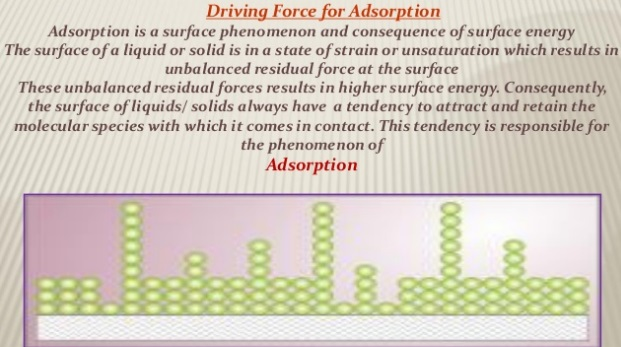 Driving Force for Adsorption
Adsorption is a surface phenomenon and consequence of surface energy
The surface of a liquid or solid is in a state of strain or unsaturation which results in
unbalanced residual force at the surface
These unbalanced residual forces results in higher surface energy. Consequently,
the surface of liquids/ solids always have a tendency to attract and retain the
molecular species with which it comes in contact. This tendency is responsible for
the phenomenon of
Adsorption